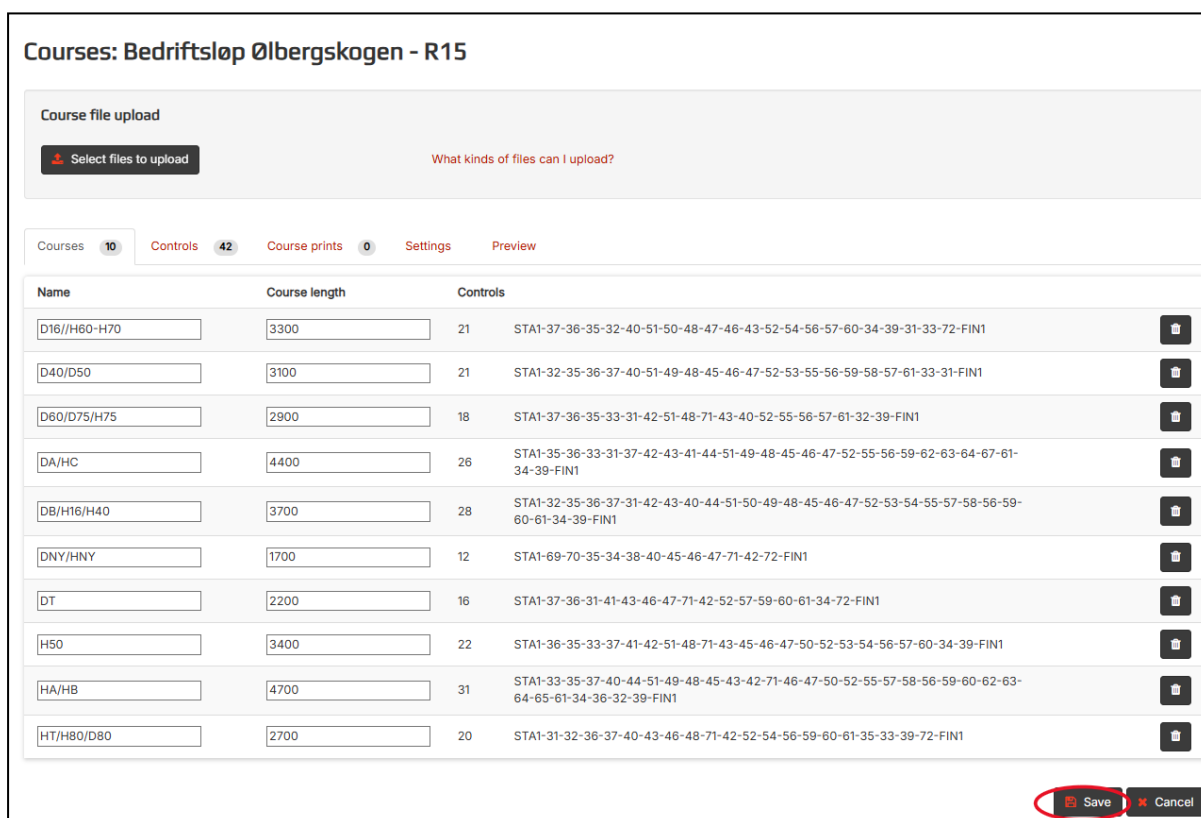 Courses: Bedriftsløp Ølbergskogen - R15
Course file upload
Select files to upload
What kinds of files can I upload?
Courses 10 Controls 42 Course prints 0 Settings Preview
Name Course length Controls
D16//H60-H70 3300 21 STA1-37-36-35-32-40-51-50-48-47-46-43-52-54-56-57-60-34-39-31-33-72-FIN1
D40/D50 3100 21 STA1-32-35-36-37-40-51-49-48-45-46-47-52-53-55-56-59-58-57-61-33-31-FIN1
D60/D75/H75 2900 18 STA1-37-36-35-33-31-42-51-48-71-43-40-52-55-56-57-61-32-39-FIN1
DA/HC 4400 26 STA1-35-36-33-31-37-42-43-41-44-51-49-48-45-46-47-52-55-56-59-62-63-64-67-61-
34-39-FIN1
DB/H16/H40 3700 28 STA1-32-35-36-37-31-42-43-40-44-51-50-49-48-45-46-47-52-53-54-55-57-58-56-59-
60-61-34-39-FIN1
DNY/HNY 1700 12 STA1-69-70-35-34-38-40-45-46-47-71-42-72-FIN1
DT 2200 16 STA1-37-36-31-41-43-46-47-71-42-52-57-59-60-61-34-72-FIN1
H50 3400 22 STA1-36-35-33-37-41-42-51-48-71-43-45-46-47-50-52-53-54-56-57-60-34-39-FIN1
HA/HB 4700 31 STA1-33-35-37-40-44-51-49-48-45-43-42-71-46-47-50-52-55-57-58-56-59-60-62-63-
64-65-61-34-36-32-39-FIN1
HT/H80/D80 2700 20 STA1-31-32-36-37-40-43-46-48-71-42-52-54-56-59-60-61-35-33-39-72-FIN1
Save Cancel